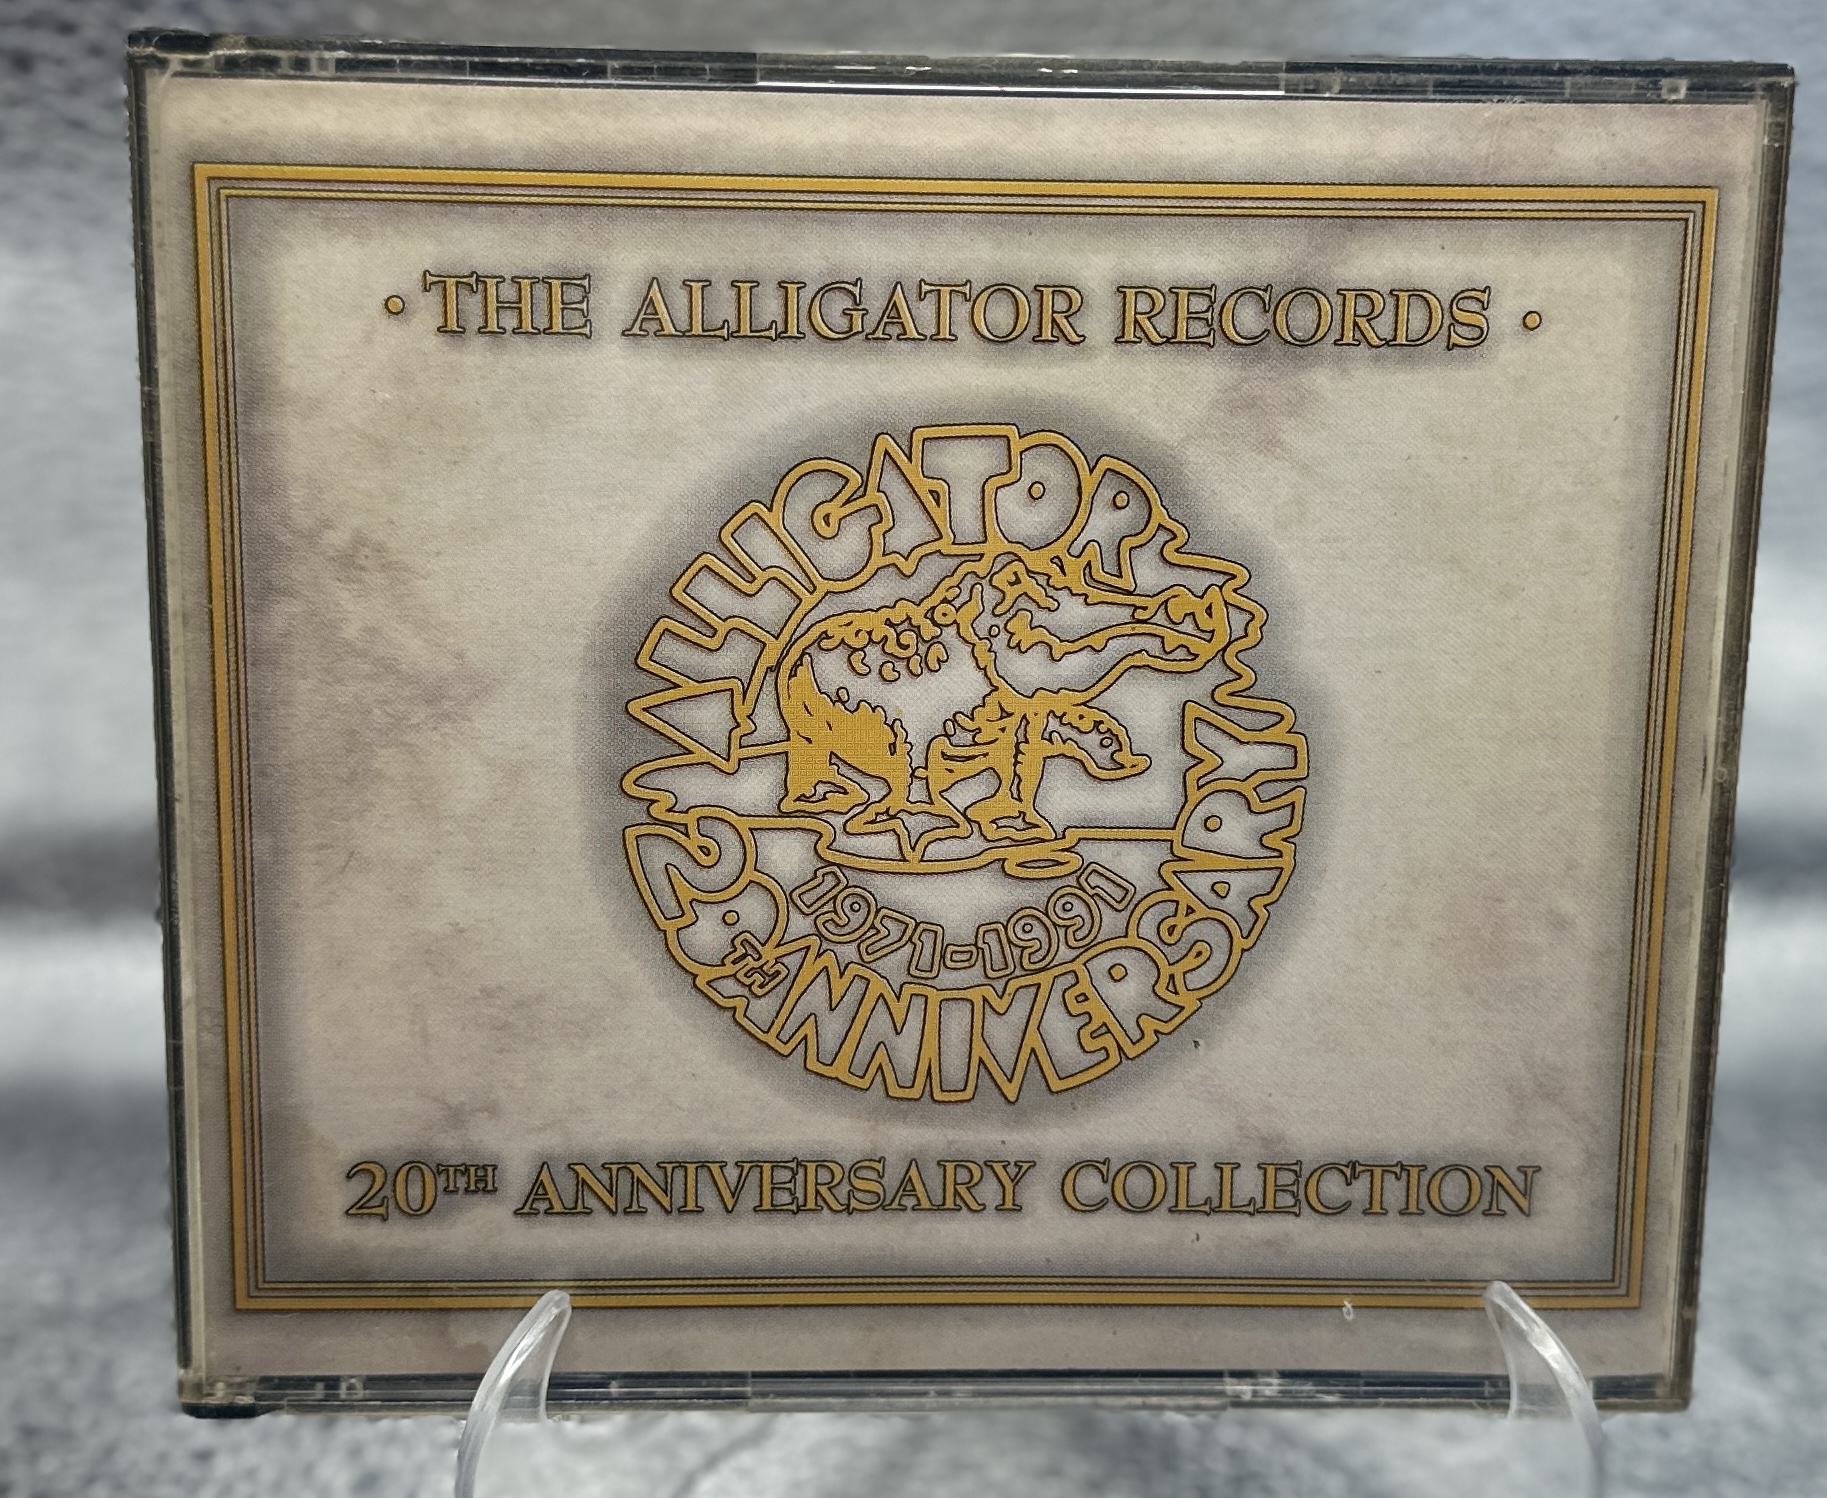 • THE ALLIGATOR RECORDS •
ALLIGATOR
1971-1991
20TH ANNIVERSARY
20TH ANNIVERSARY COLLECTION